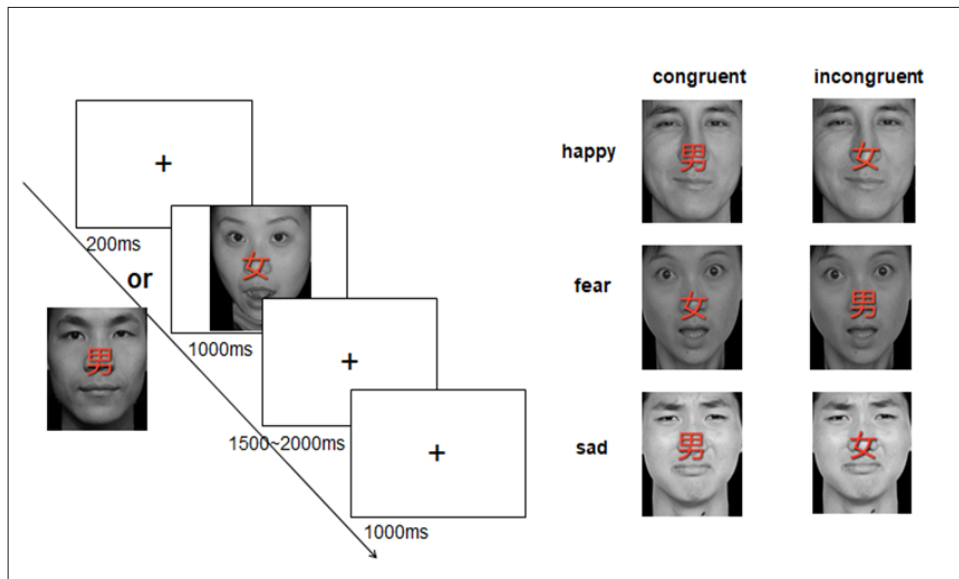 +
200ms
or
女
1000ms
男
+
1500~2000ms
+
1000ms
congruent incongruent
happy
男 女
fear
女 男
sad
男 女